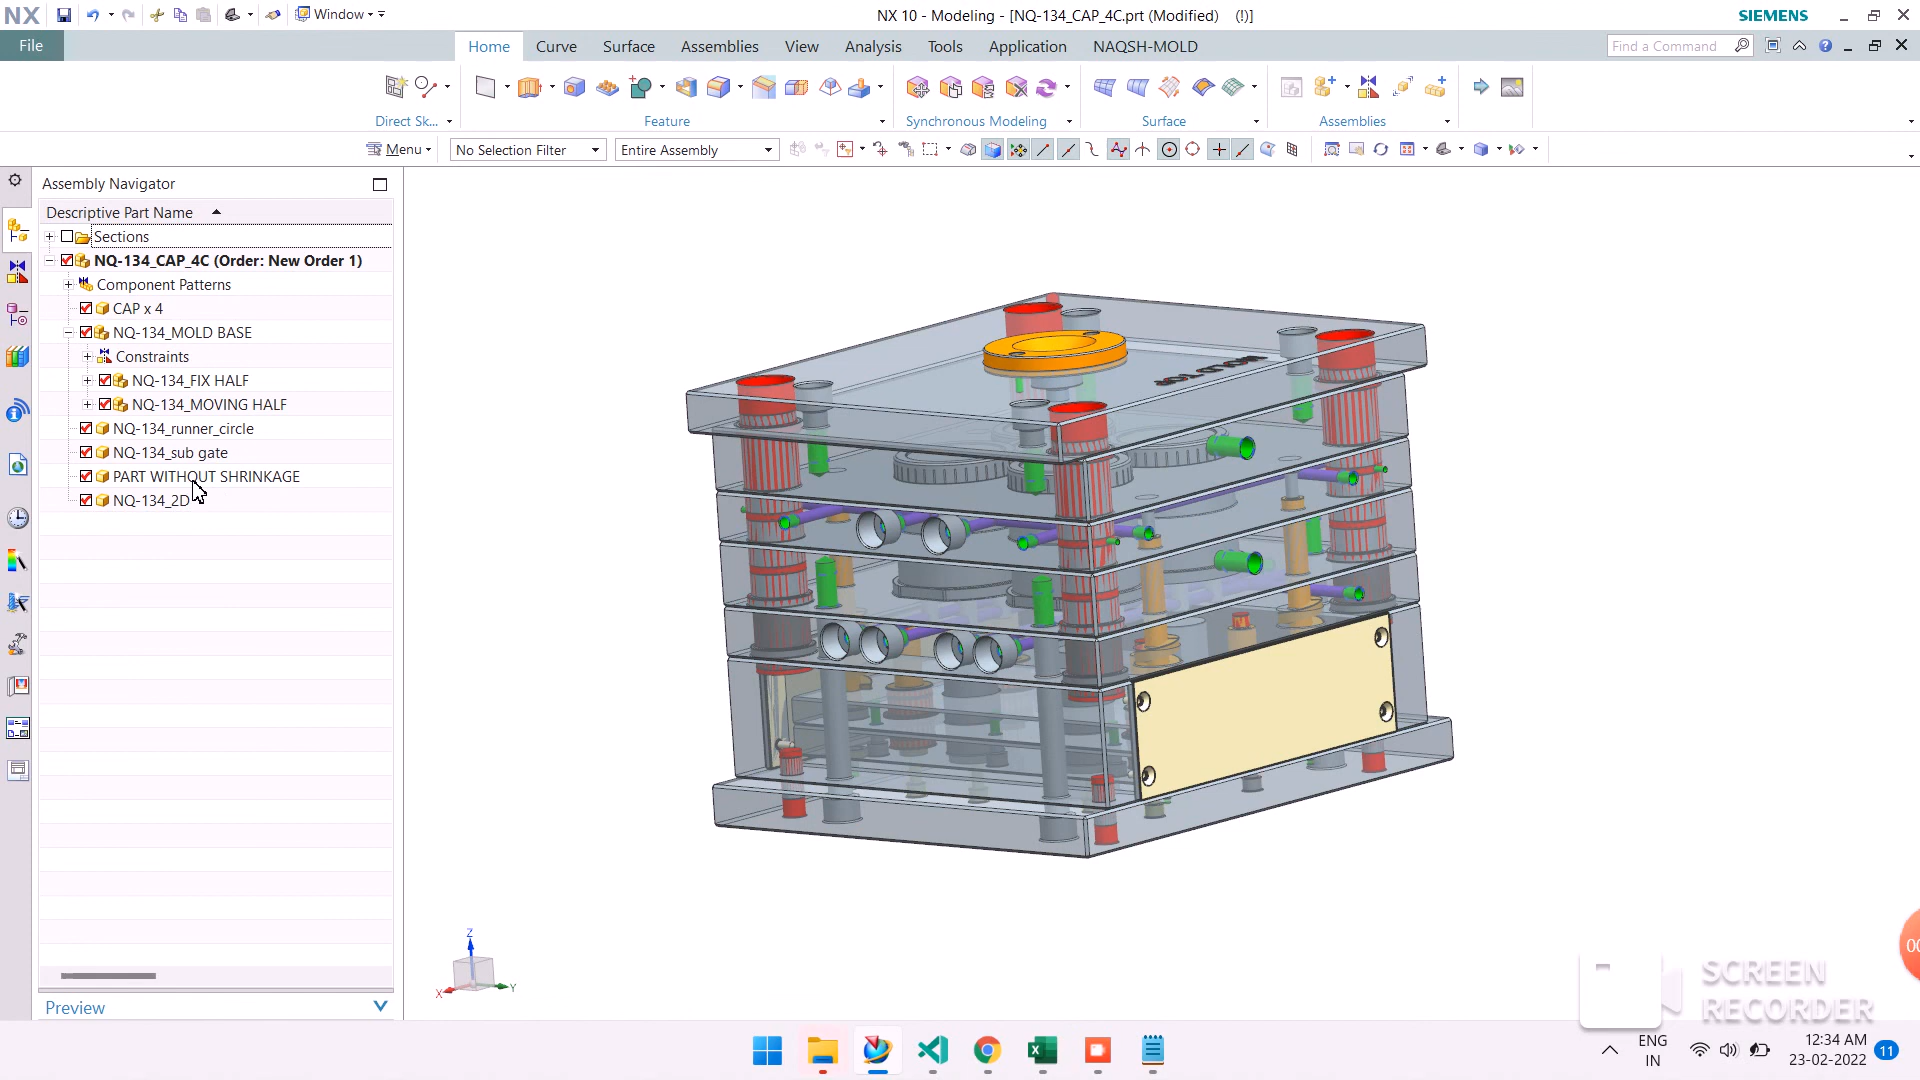 NX
Window
NX 10 - Modeling - [NQ-134_CAP_4C.prt (Modified) (!)]
SIEMENS
File
Home
Curve
Surface
Assemblies
View
Analysis
Tools
Application
NAQSH-MOLD
Find a Command
Direct Sk...
Feature
Synchronous Modeling
Surface
Assemblies
Menu
No Selection Filter
Entire Assembly
Assembly Navigator
Descriptive Part Name
Sections
NQ-134_CAP_4C (Order: New Order 1)
Component Patterns
CAP x 4
NQ-134_MOLD BASE
Constraints
NQ-134_FIX HALF
NQ-134_MOVING HALF
NQ-134_runner_circle
NQ-134_sub gate
PART WITHOUT SHRINKAGE
NQ-134_2D
MOLD TOP
Z
X
Y
Preview
00
SCREEN
RECORDER
ENG
IN
12:34 AM
23-02-2022
11